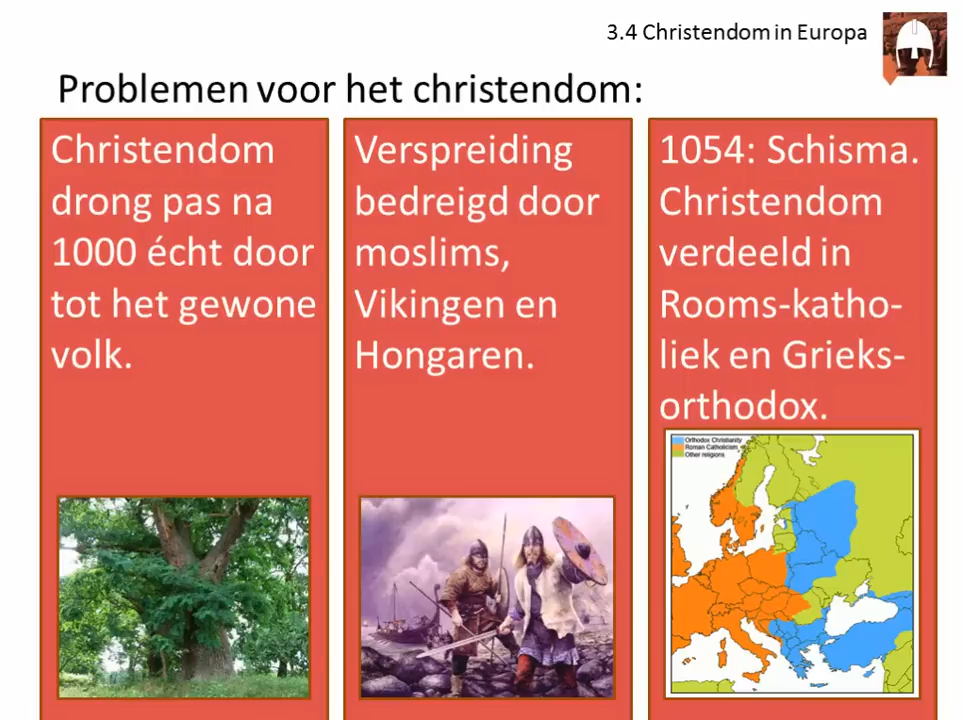 3.4 Christendom in Europa
Problemen voor het christendom:
Christendom
drong pas na
1000 écht door
tot het gewone
volk.
Verspreiding
bedreigd door
moslims,
Vikingen en
Hongaren.
1054: Schisma.
Christendom
verdeeld in
Rooms-katho-
liek en Grieks-
orthodox.
Orthodox Christianity
Roman Catholicism
Other religions